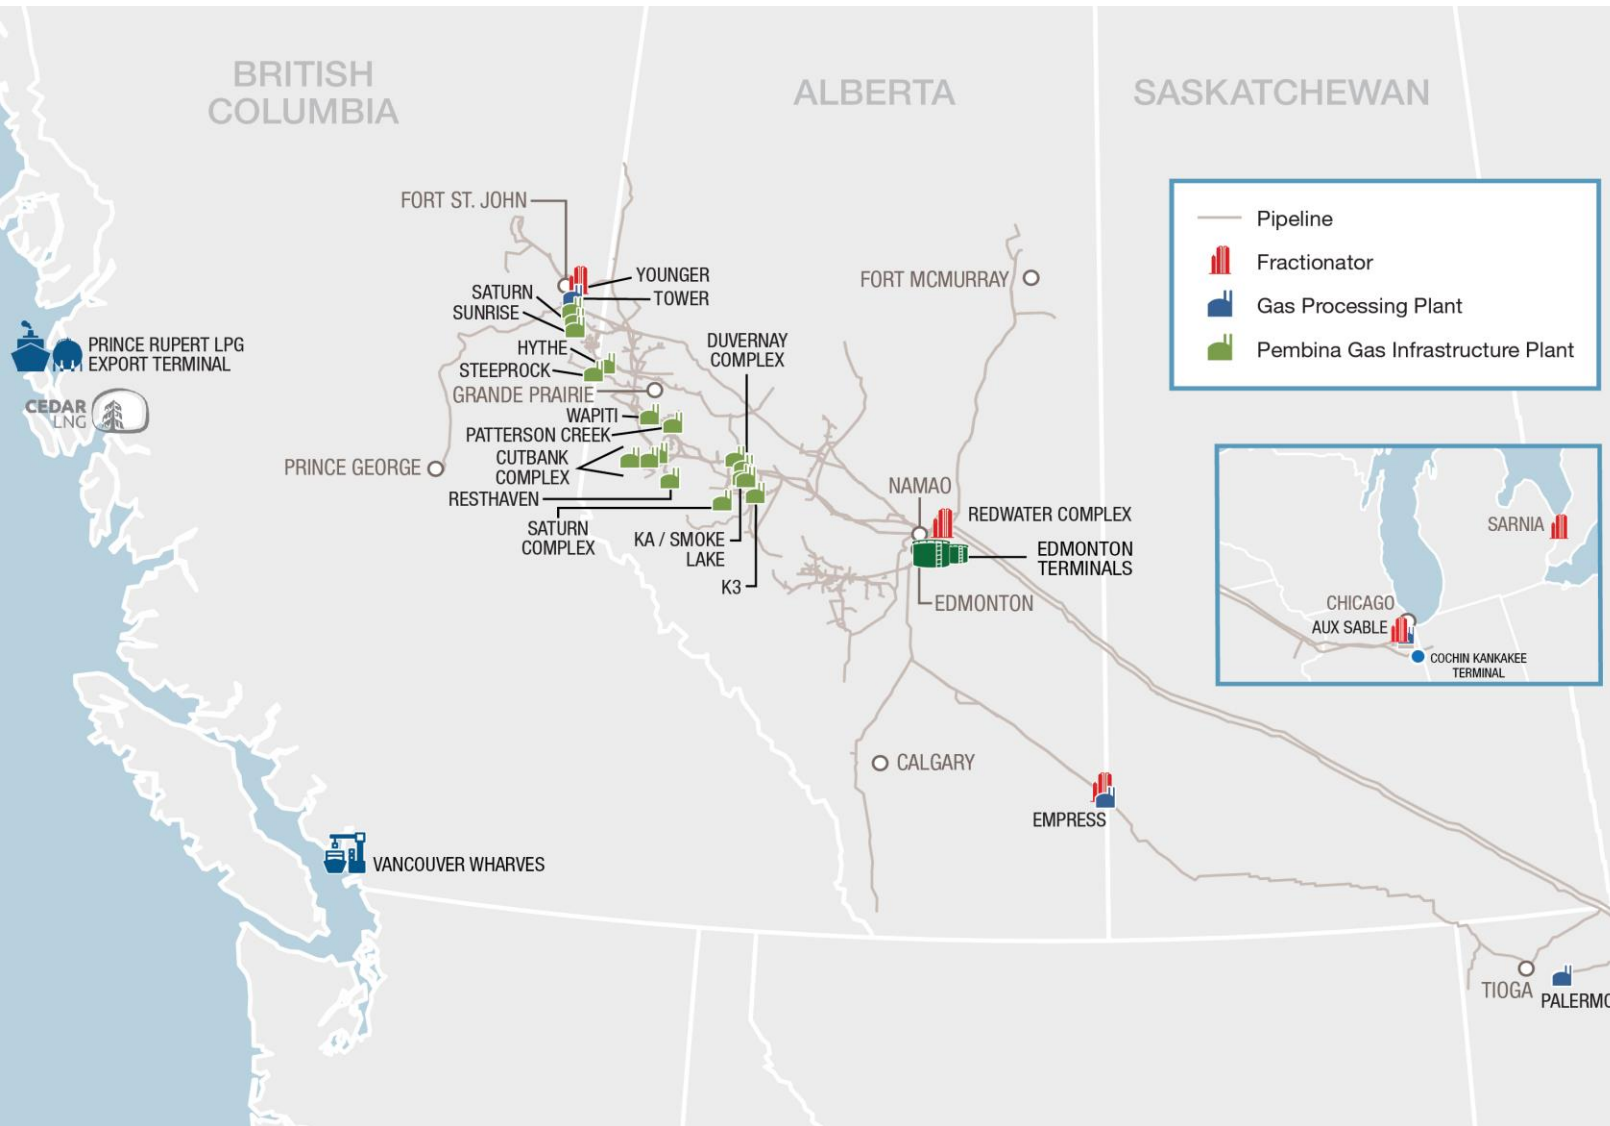 BRITISH
COLUMBIA
ALBERTA
SASKATCHEWAN
Pipeline
Fractionator
Gas Processing Plant
Pembina Gas Infrastructure Plant
FORT ST. JOHN
YOUNGER
TOWER
SATURN
SUNRISE
HYTHE
STEEPROCK
GRANDE PRAIRIE
WAPITI
PATTERSON CREEK
CUTBANK
COMPLEX
RESTHAVEN
SATURN
COMPLEX
DUVERNAY
COMPLEX
KA / SMOKE
LAKE
K3
FORT MCMURRAY
PRINCE RUPERT LPG
EXPORT TERMINAL
CEDAR
LNG
PRINCE GEORGE
NAMAO
REDWATER COMPLEX
EDMONTON
TERMINALS
EDMONTON
SARNIA
CHICAGO
AUX SABLE
COCHIN KANKAKEE
TERMINAL
CALGARY
EMPRESS
VANCOUVER WHARVES
TIOGA
PALERMO